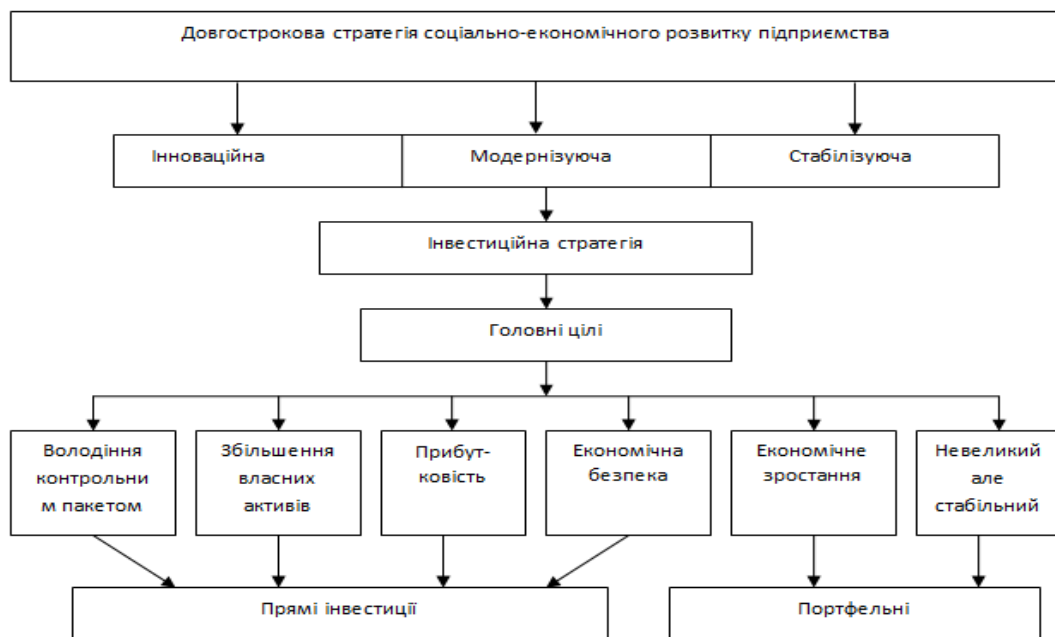 Довгострокова стратегія соціально-економічного розвитку підприємства
Інноваційна
Модернізуюча
Стабілізуюча
Інвестиційна стратегія
Головні цілі
Володіння
контрольни
м пакетом
Збільшення
власних
активів
Прибут-
ковість
Економічна
безпека
Економічне
зростання
Невеликий
але
стабільний
Прямі інвестиції
Портфельні